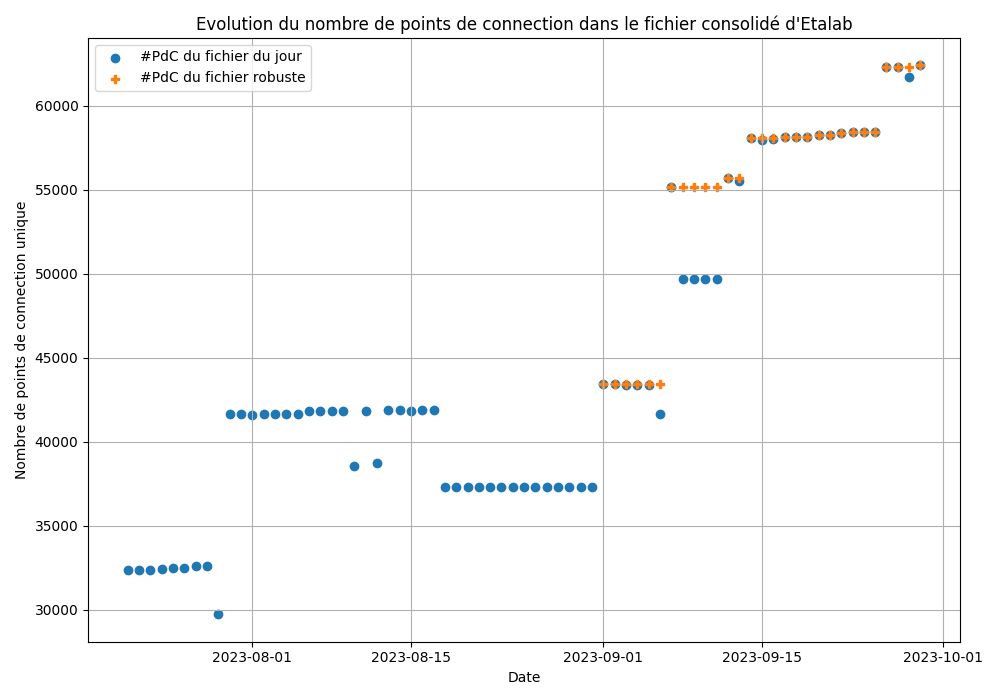 Evolution du nombre de points de connection dans le fichier consolidé d'Etalab
#PdC du fichier du jour
#PdC du fichier robuste
Nombre de points de connection unique
60000
55000
50000
45000
40000
35000
30000
2023-08-01
2023-08-15
2023-09-01
2023-09-15
2023-10-01
Date